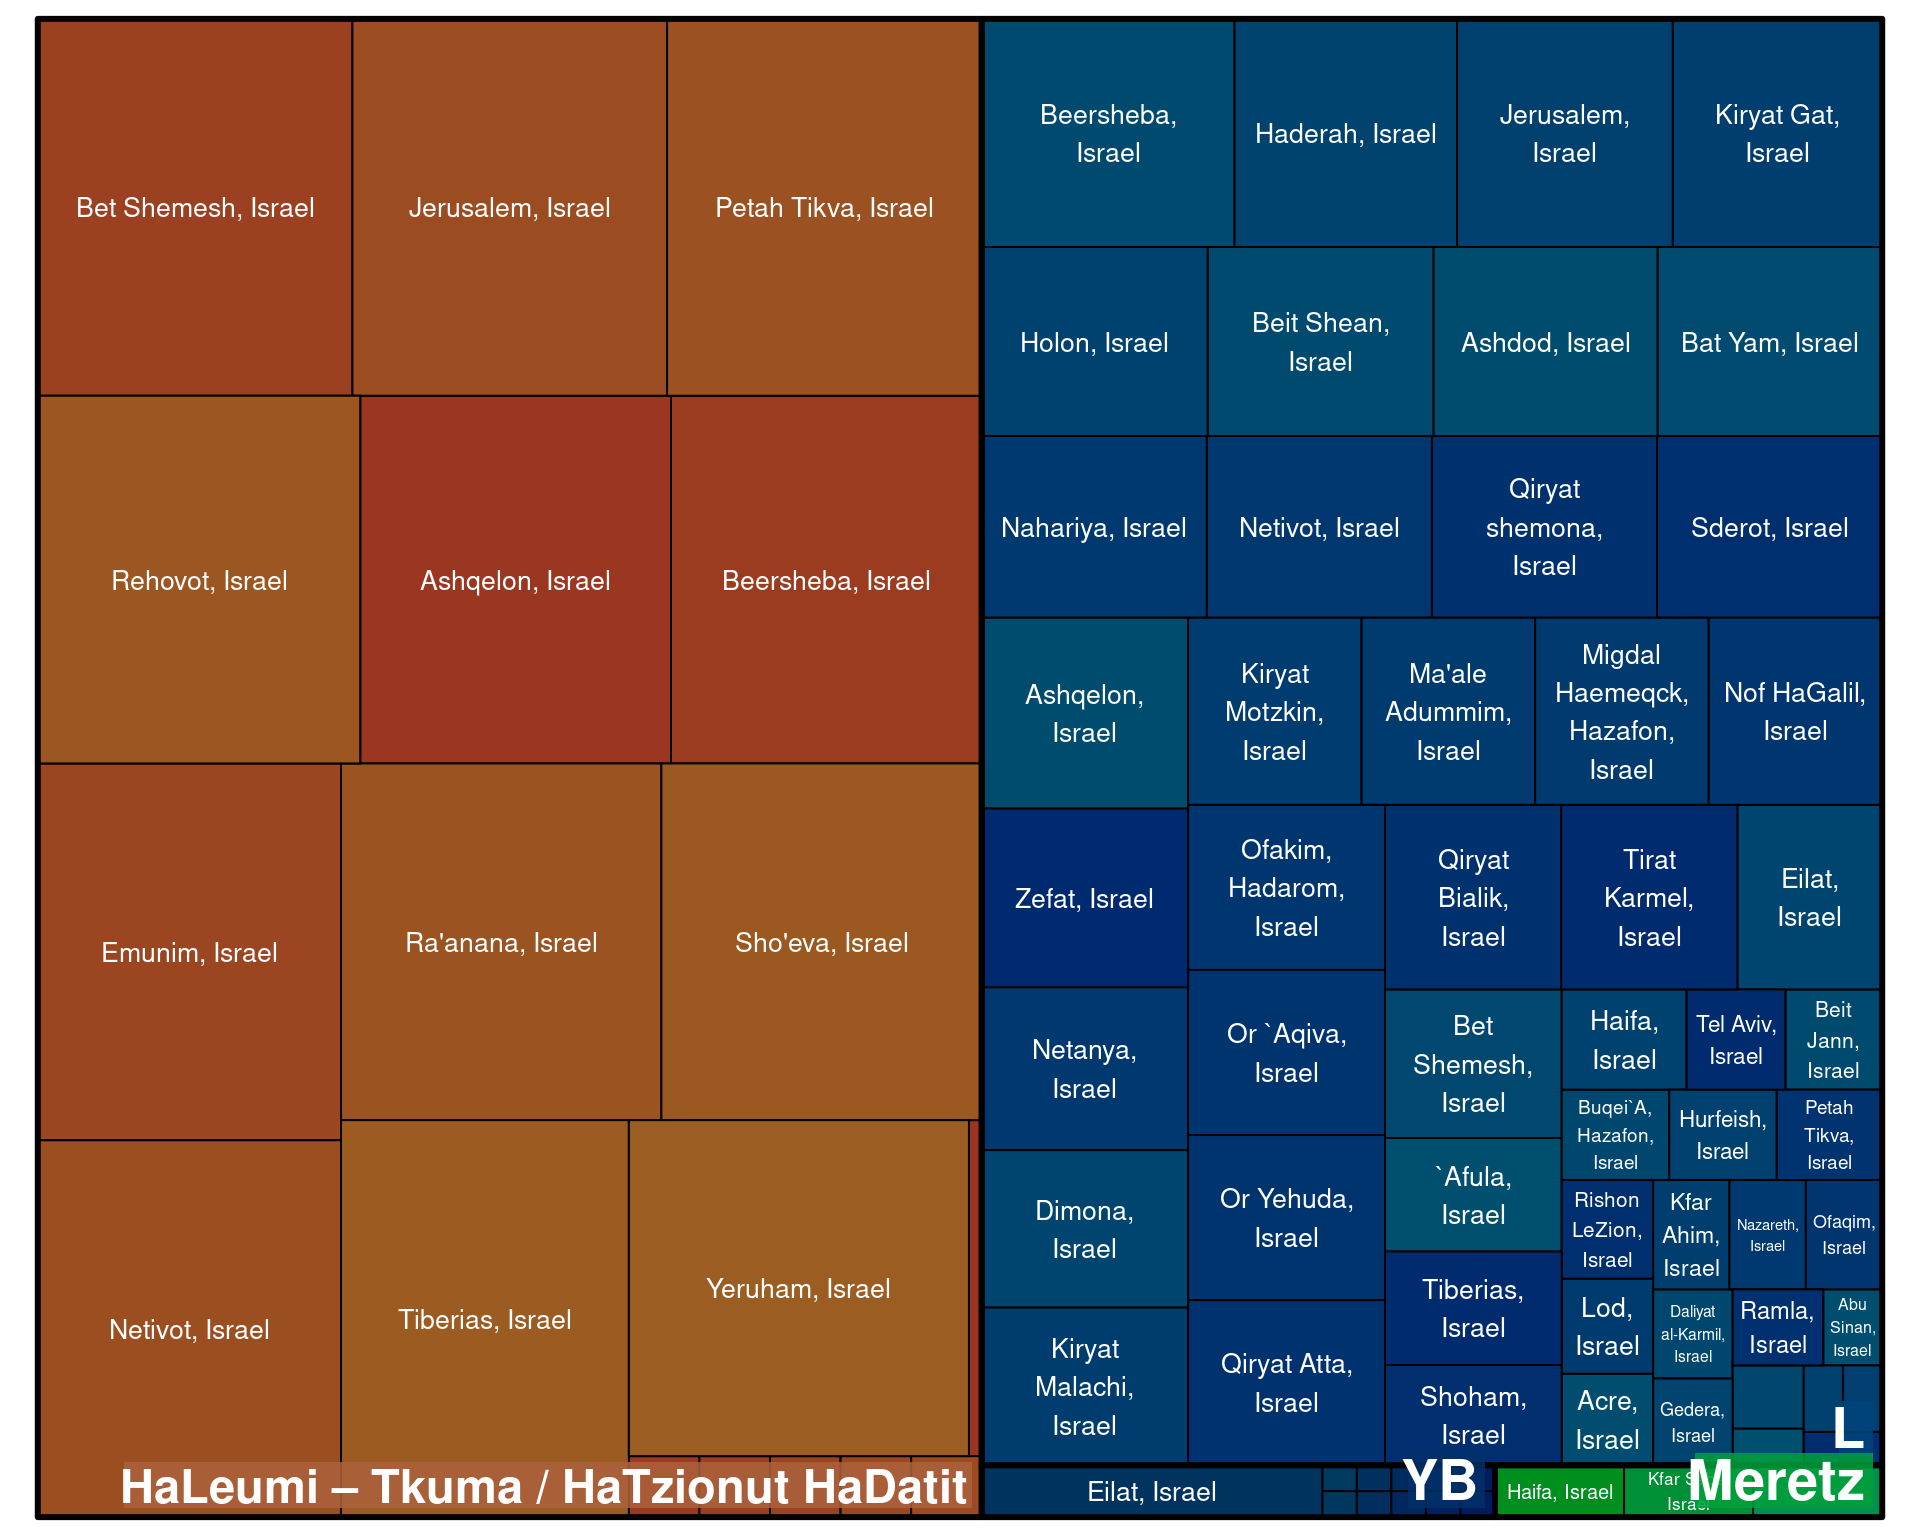 Bet Shemesh, Israel
Jerusalem, Israel
Petah Tikva, Israel
Rehovot, Israel
Ashqelon, Israel
Beersheba, Israel
Emunim, Israel
Ra'anana, Israel
Sho'eva, Israel
Netivot, Israel
Tiberias, Israel
Yeruham, Israel
HaLeumi – Tkuma / HaTzionut HaDatit
Beersheba,
Israel
Haderah, Israel
Jerusalem,
Israel
Kiryat Gat,
Israel
Holon, Israel
Beit Shean,
Israel
Ashdod, Israel
Bat Yam, Israel
Nahariya, Israel
Netivot, Israel
Qiryat
shemona,
Israel
Sderot, Israel
Ashqelon,
Israel
Kiryat
Motzkin,
Israel
Ma'ale
Adummim,
Israel
Migdal
Haemeqck,
Hazafon,
Israel
Nof HaGalil,
Israel
Zefat, Israel
Ofakim,
Hadarom,
Israel
Qiryat
Bialik,
Israel
Tirat
Karmel,
Israel
Eilat,
Israel
Netanya,
Israel
Or `Aqiva,
Israel
Bet
Shemesh,
Israel
Haifa,
Israel
Tel Aviv,
Israel
Beit
Jann,
Israel
Buqei`A,
Hazafon,
Israel
Hurfeish,
Israel
Petah
Tikva,
Israel
Dimona,
Israel
Or Yehuda,
Israel
`Afula,
Israel
Rishon
LeZion,
Israel
Kfar
Ahim,
Israel
Nazareth,
Israel
Ofaqim,
Israel
Tiberias,
Israel
Lod,
Israel
Daliyat
al-Karmil,
Israel
Ramla,
Israel
Abu
Sinan,
Israel
Kiryat
Malachi,
Israel
Qiryat Atta,
Israel
Shoham,
Israel
Acre,
Israel
Gedera,
Israel
L
Eilat, Israel
YB
Haifa, Israel
Kfar
Israel
Meretz